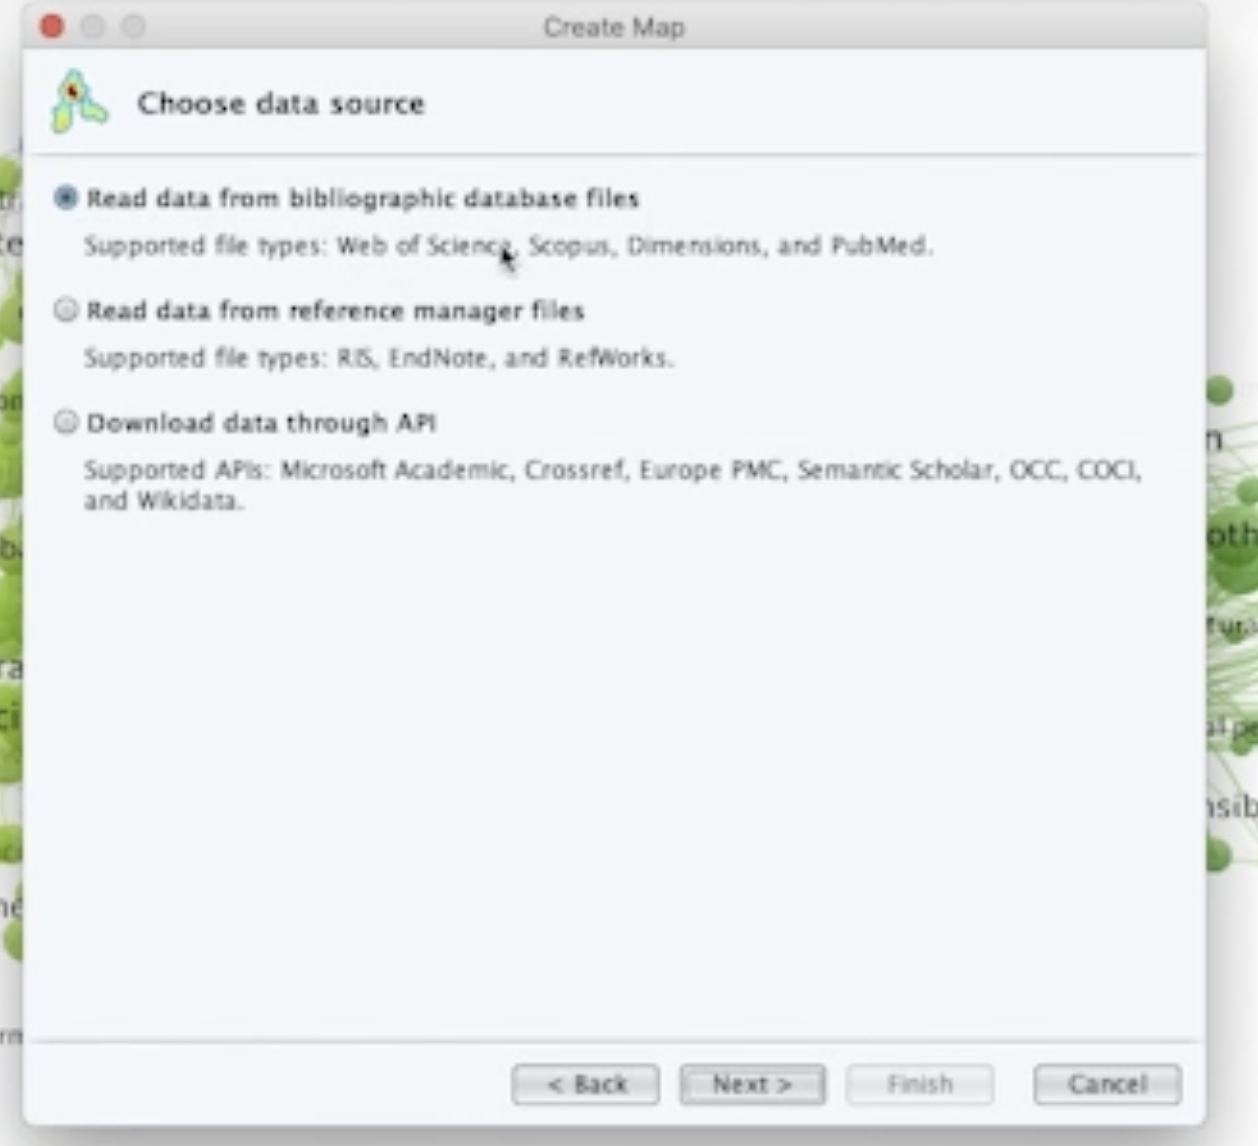 Create Map
Choose data source
Read data from bibliographic database files
Supported file types: Web of Science, Scopus, Dimensions, and PubMed.
Read data from reference manager files
Supported file types: RIS, EndNote, and RefWorks.
Download data through API
Supported APIs: Microsoft Academic, Crossref, Europe PMC, Semantic Scholar, OCC, COCI,
and Wikidata.
< Back
Next >
Finish
Cancel